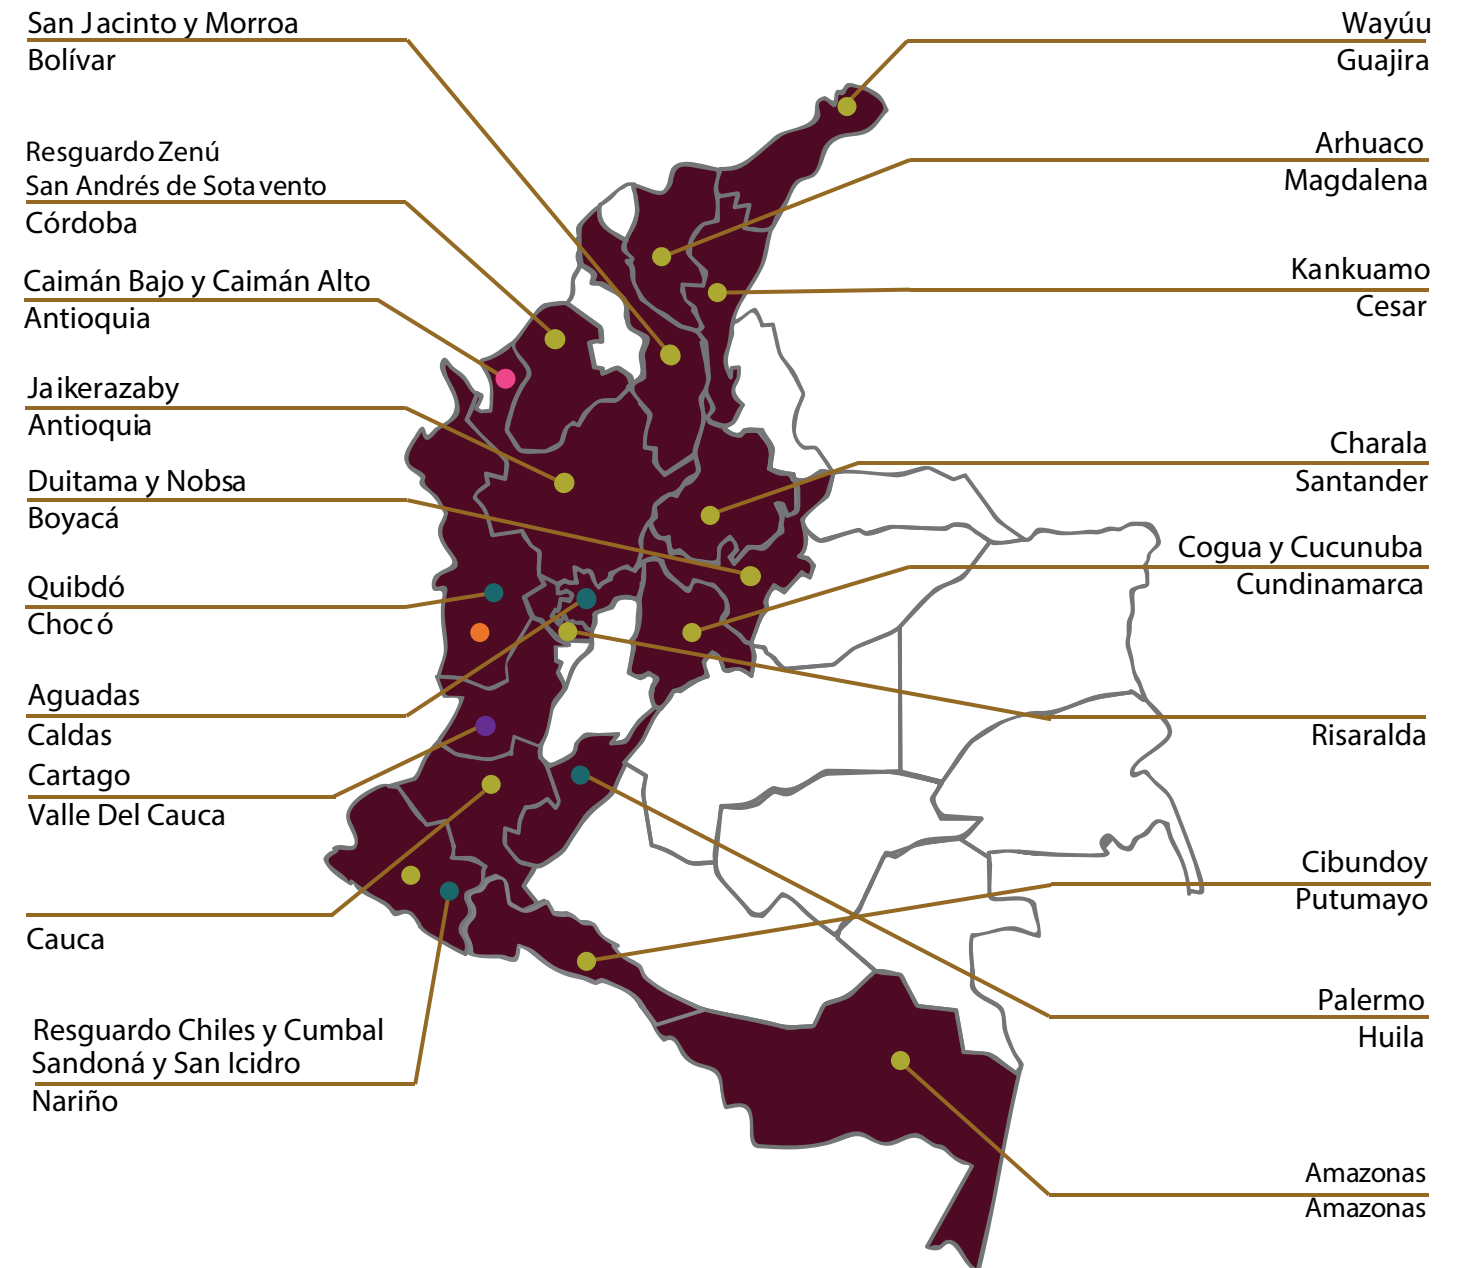 San Jacinto y Morroa
Bolívar
Resguardo Zenú
San Andrés de Sotavento
Córdoba
Caimán Bajo y Caimán Alto
Antioquia
Jaikerazaby
Antioquia
Duitama y Nobsa
Boyacá
Quibdó
Chocó
Aguadas
Caldas
Cartago
Valle Del Cauca
Cauca
Resguardo Chiles y Cumbal
Sandoná y San Icidro
Nariño
Wayúu
Guajira
Arhuaco
Magdalena
Kankuamo
Cesar
Charala
Santander
Cogua y Cucunuba
Cundinamarca
Risaralda
Cibundoy
Putumayo
Palermo
Huila
Amazonas
Amazonas